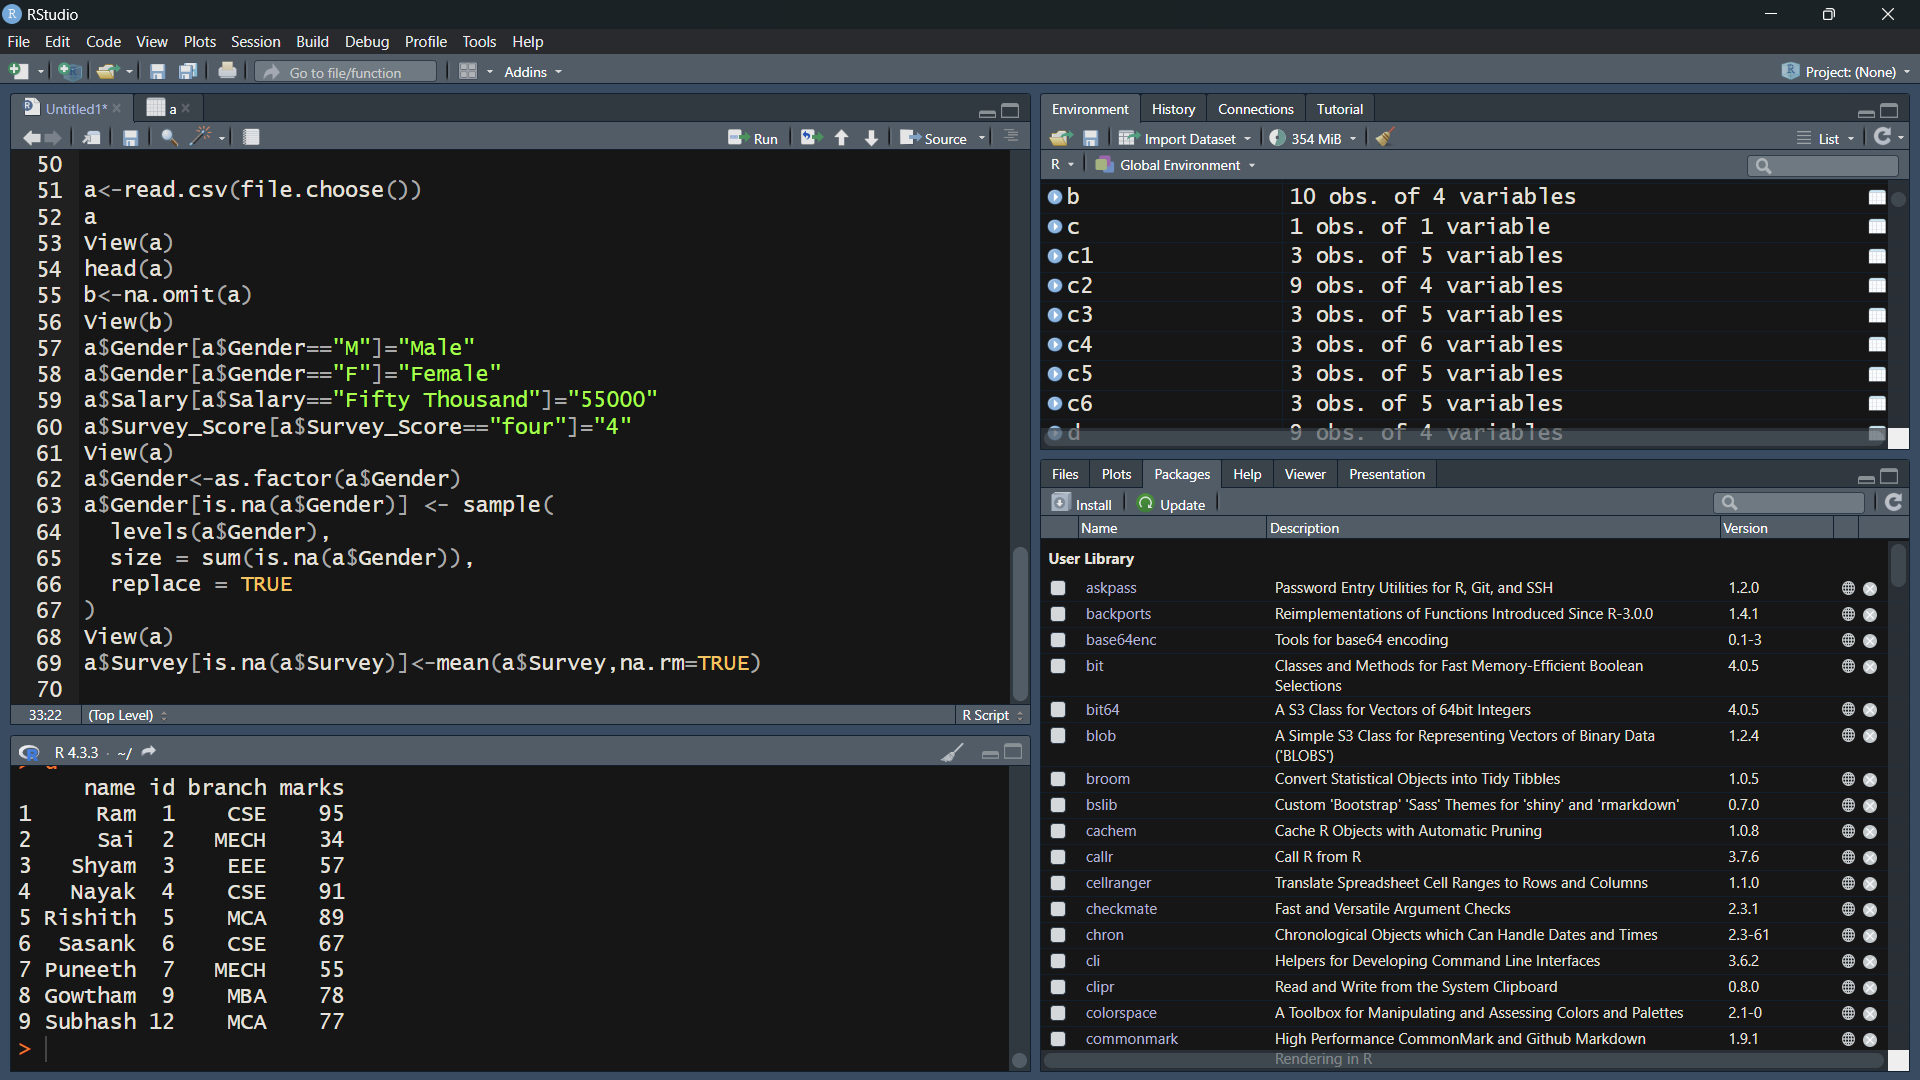 RStudio
File Edit Code View Plots Session Build Debug Profile Tools Help
Go to file/function Addins Project: (None)
Untitled1* a
Run Source
50
51 a<-read.csv(file.choose())
52 a
53 View(a)
54 head(a)
55 b<-na.omit(a)
56 View(b)
57 a$Gender[a$Gender=="M"]="Male"
58 a$Gender[a$Gender=="F"]="Female"
59 a$Salary[a$Salary=="Fifty Thousand"]="55000"
60 a$Survey_Score[a$Survey_Score=="four"]="4"
61 View(a)
62 a$Gender<-as.factor(a$Gender)
63 a$Gender[is.na(a$Gender)] <- sample(
64 levels(a$Gender),
65 size = sum(is.na(a$Gender)),
66 replace = TRUE
67 )
68 View(a)
69 a$Survey[is.na(a$Survey)]<-mean(a$Survey,na.rm=TRUE)
70
33:22 (Top Level) R Script
R 4.3.3 · ~/
name id branch marks
1 Ram 1 CSE 95
2 Sai 2 MECH 34
3 Shyam 3 EEE 57
4 Nayak 4 CSE 91
5 Rishith 5 MCA 89
6 Sasank 6 CSE 67
7 Puneeth 7 MECH 55
8 Gowtham 9 MBA 78
9 Subhash 12 MCA 77
>
Environment History Connections Tutorial
Import Dataset 354 MiB List
R Global Environment
b 10 obs. of 4 variables
c 1 obs. of 1 variable
c1 3 obs. of 5 variables
c2 9 obs. of 4 variables
c3 3 obs. of 5 variables
c4 3 obs. of 6 variables
c5 3 obs. of 5 variables
c6 3 obs. of 5 variables
d 9 obs. of 4 variables
Files Plots Packages Help Viewer Presentation
Install Update
Name Description Version
User Library
askpass Password Entry Utilities for R, Git, and SSH 1.2.0
backports Reimplementations of Functions Introduced Since R-3.0.0 1.4.1
base64enc Tools for base64 encoding 0.1-3
bit Classes and Methods for Fast Memory-Efficient Boolean 4.0.5
Selections
bit64 A S3 Class for Vectors of 64bit Integers 4.0.5
blob A Simple S3 Class for Representing Vectors of Binary Data 1.2.4
('BLOBS')
broom Convert Statistical Objects into Tidy Tibbles 1.0.5
bslib Custom 'Bootstrap' 'Sass' Themes for 'shiny' and 'rmarkdown' 0.7.0
cachem Cache R Objects with Automatic Pruning 1.0.8
callr Call R from R 3.7.6
cellranger Translate Spreadsheet Cell Ranges to Rows and Columns 1.1.0
checkmate Fast and Versatile Argument Checks 2.3.1
chron Chronological Objects which Can Handle Dates and Times 2.3-61
cli Helpers for Developing Command Line Interfaces 3.6.2
clipr Read and Write from the System Clipboard 0.8.0
colorspace A Toolbox for Manipulating and Assessing Colors and Palettes 2.1-0
commonmark High Performance CommonMark and Github Markdown 1.9.1
Rendering in R